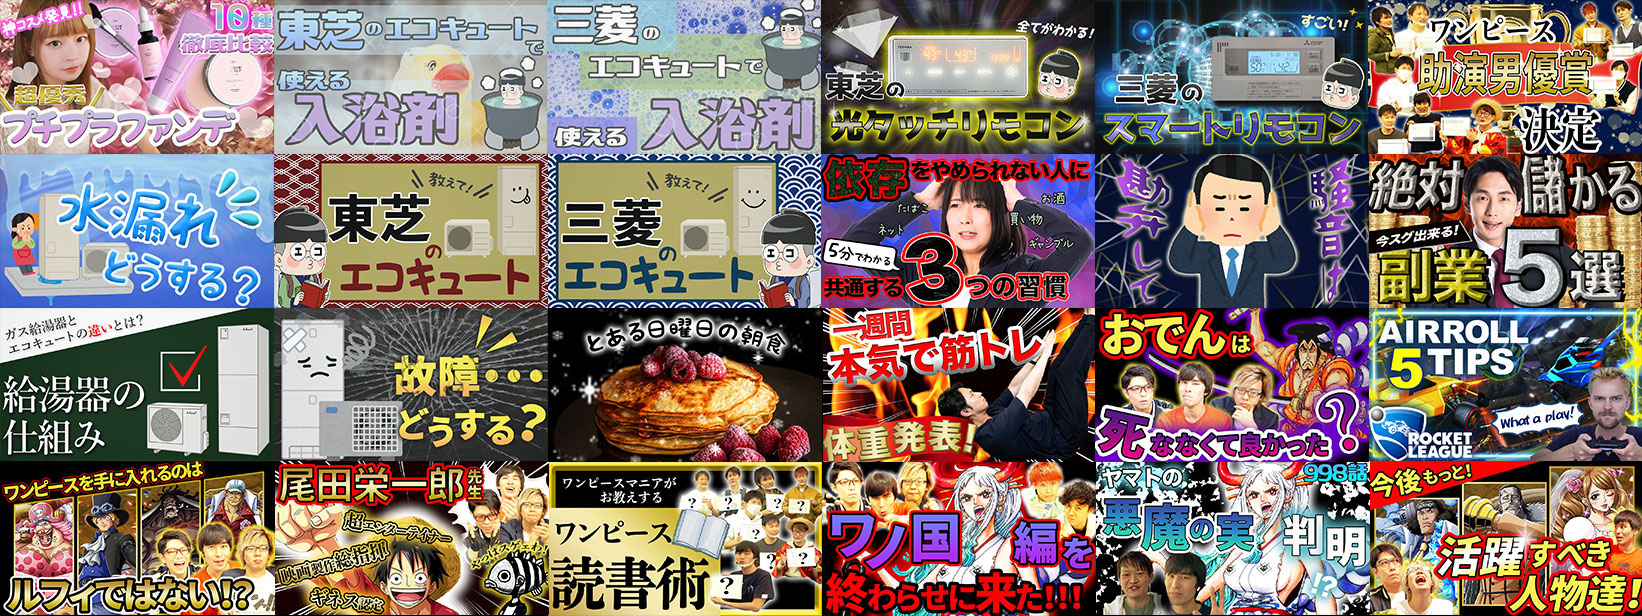 神コスメ発見!!
10種
徹底比較
超優秀
プチプラファンデ
東芝のエコキュートで
使える
入浴剤
三菱の
エコキュートで
使える
入浴剤
全てがわかる!
TOSHIBA
エコ
東芝の
光タッチリモコン
すごい!
エコ
三菱の
スマートリモコン
ワンピース
助演男優賞
決定
水漏れ
どうする?
教えて!
東芝
の
エコキュート
エコ
教えて!
三菱
の
エコキュート
エコ
依存をやめられない人に
たばこ
お酒
ネット
買い物
ギャンブル
5分でわかる
共通する3つの習慣
騒音は
勘弁して
絶対儲かる
今スグ出来る!
副業5選
ガス給湯器と
エコキュートの違いとは?
給湯器の
仕組み
故障・・・
どうする?
とある日曜日の朝食
一週間
本気で筋トレ
体重発表!
おでんは
死ななくて良かった?
AIRROLL
5 TIPS
What a play!
ROCKET
LEAGUE
ワンピースを手に入れるのは
ルフィではない!?
尾田栄一郎先生
超エンターテイナー
映画製作総指揮
ギネス認定
やっぱスゲェェイ!
ワンピースマニアが
お教えする
ワンピース
読書術
? ? ? ? ? ?
ワノ国編を
終わらせに来た!!!
ヤマトの
998話
悪魔の実
判明
!?
今後もっと!
活躍すべき
人物達!